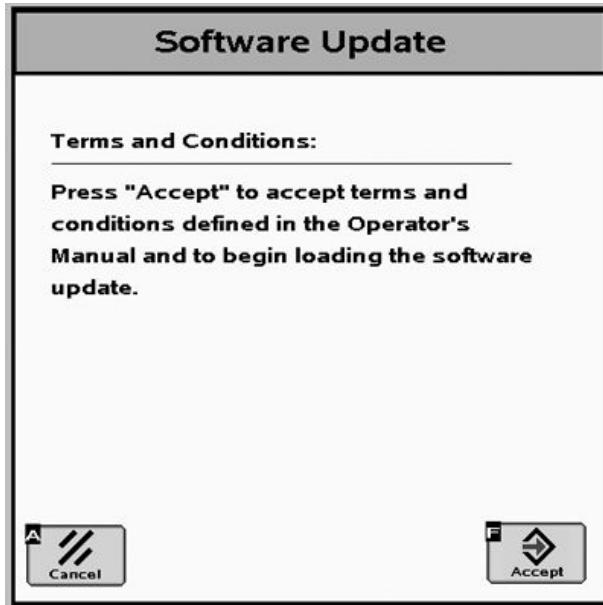 Software Update
Terms and Conditions:
Press "Accept" to accept terms and
conditions defined in the Operator's
Manual and to begin loading the software
update.
A
Cancel
F
Accept